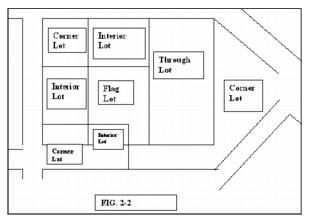 Corner
Lot
Interior
Lot
Through
Lot
Interior
Lot
Flag
Lot
Corner
Lot
Interior
Lot
Corner
Lot
FIG. 2-2